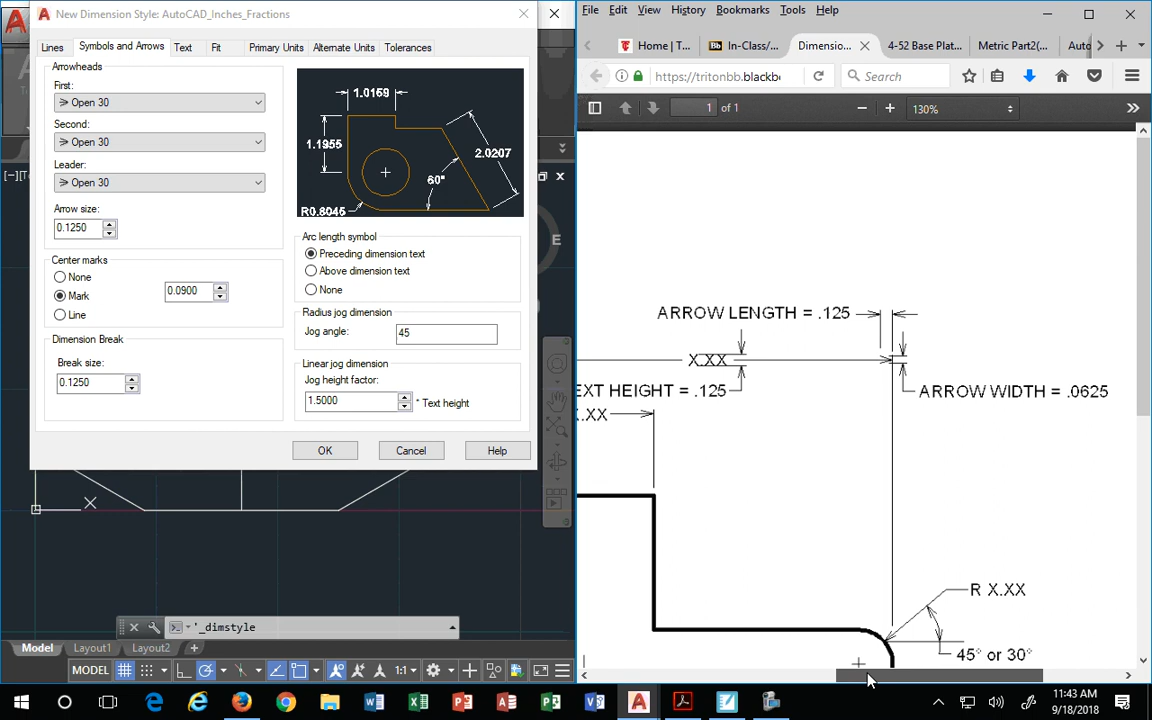 New Dimension Style: AutoCAD_Inches_Fractions
Lines Symbols and Arrows Text Fit Primary Units Alternate Units Tolerances
Arrowheads
First:
Open 30
Second:
Open 30
Leader:
Open 30
Arrow size:
0.1250
Center marks
None
Mark
Line
0.0900
Dimension Break
Break size:
0.1250
1.0159
1.1955
2.0207
60°
R0.8045
Arc length symbol
Preceding dimension text
Above dimension text
None
Radius jog dimension
Jog angle: 45
Linear jog dimension
Jog height factor:
1.5000 * Text height
OK Cancel Help
E
X
'_dimstyle
Model Layout1 Layout2 +
MODEL 1:1
File Edit View History Bookmarks Tools Help
Home | T... In-Class/... Dimensio... 4-52 Base Plat... Metric Part2(... Auto
https://tritonbb.blackb Search
1 of 1 130%
ARROW LENGTH = .125
X.XX
EXT HEIGHT = .125
ARROW WIDTH = .0625
X.XX
R X.XX
45° or 30°
11:43 AM
9/18/2018